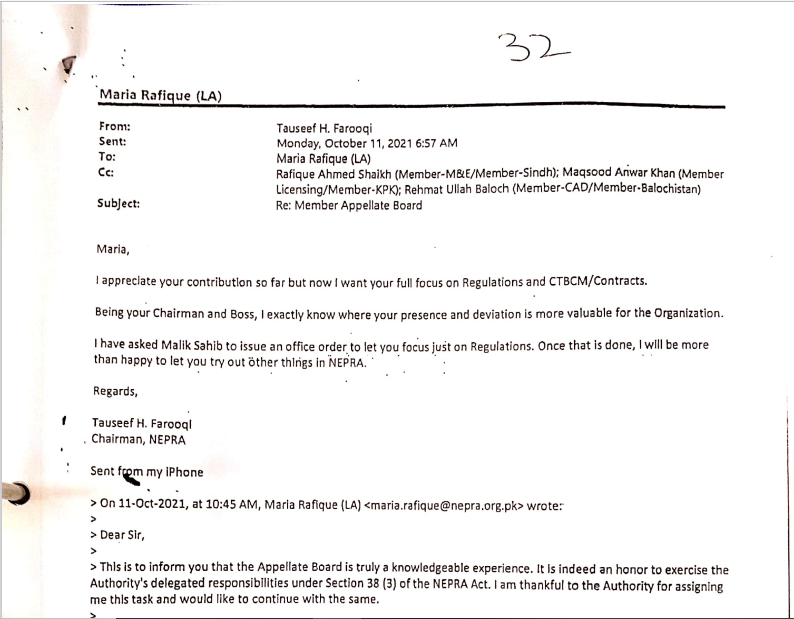 32
Maria Rafique (LA)
From: Tauseef H. Farooqi
Sent: Monday, October 11, 2021 6:57 AM
To: Maria Rafique (LA)
Cc: Rafique Ahmed Shaikh (Member-M&E/Member-Sindh); Maqsood Anwar Khan (Member
Licensing/Member-KPK); Rehmat Ullah Baloch (Member-CAD/Member-Balochistan)
Subject: Re: Member Appellate Board
Maria,
I appreciate your contribution so far but now I want your full focus on Regulations and CTBCM/Contracts.
Being your Chairman and Boss, I exactly know where your presence and deviation is more valuable for the Organization.
I have asked Malik Sahib to issue an office order to let you focus just on Regulations. Once that is done, I will be more
than happy to let you try out other things in NEPRA.
Regards,
Tauseef H. Farooqi
Chairman, NEPRA
Sent from my iPhone
> On 11-Oct-2021, at 10:45 AM, Maria Rafique (LA) <maria.rafique@nepra.org.pk> wrote:
>
> Dear Sir,
>
> This is to inform you that the Appellate Board is truly a knowledgeable experience. It is indeed an honor to exercise the
Authority's delegated responsibilities under Section 38 (3) of the NEPRA Act. I am thankful to the Authority for assigning
me this task and would like to continue with the same.
>